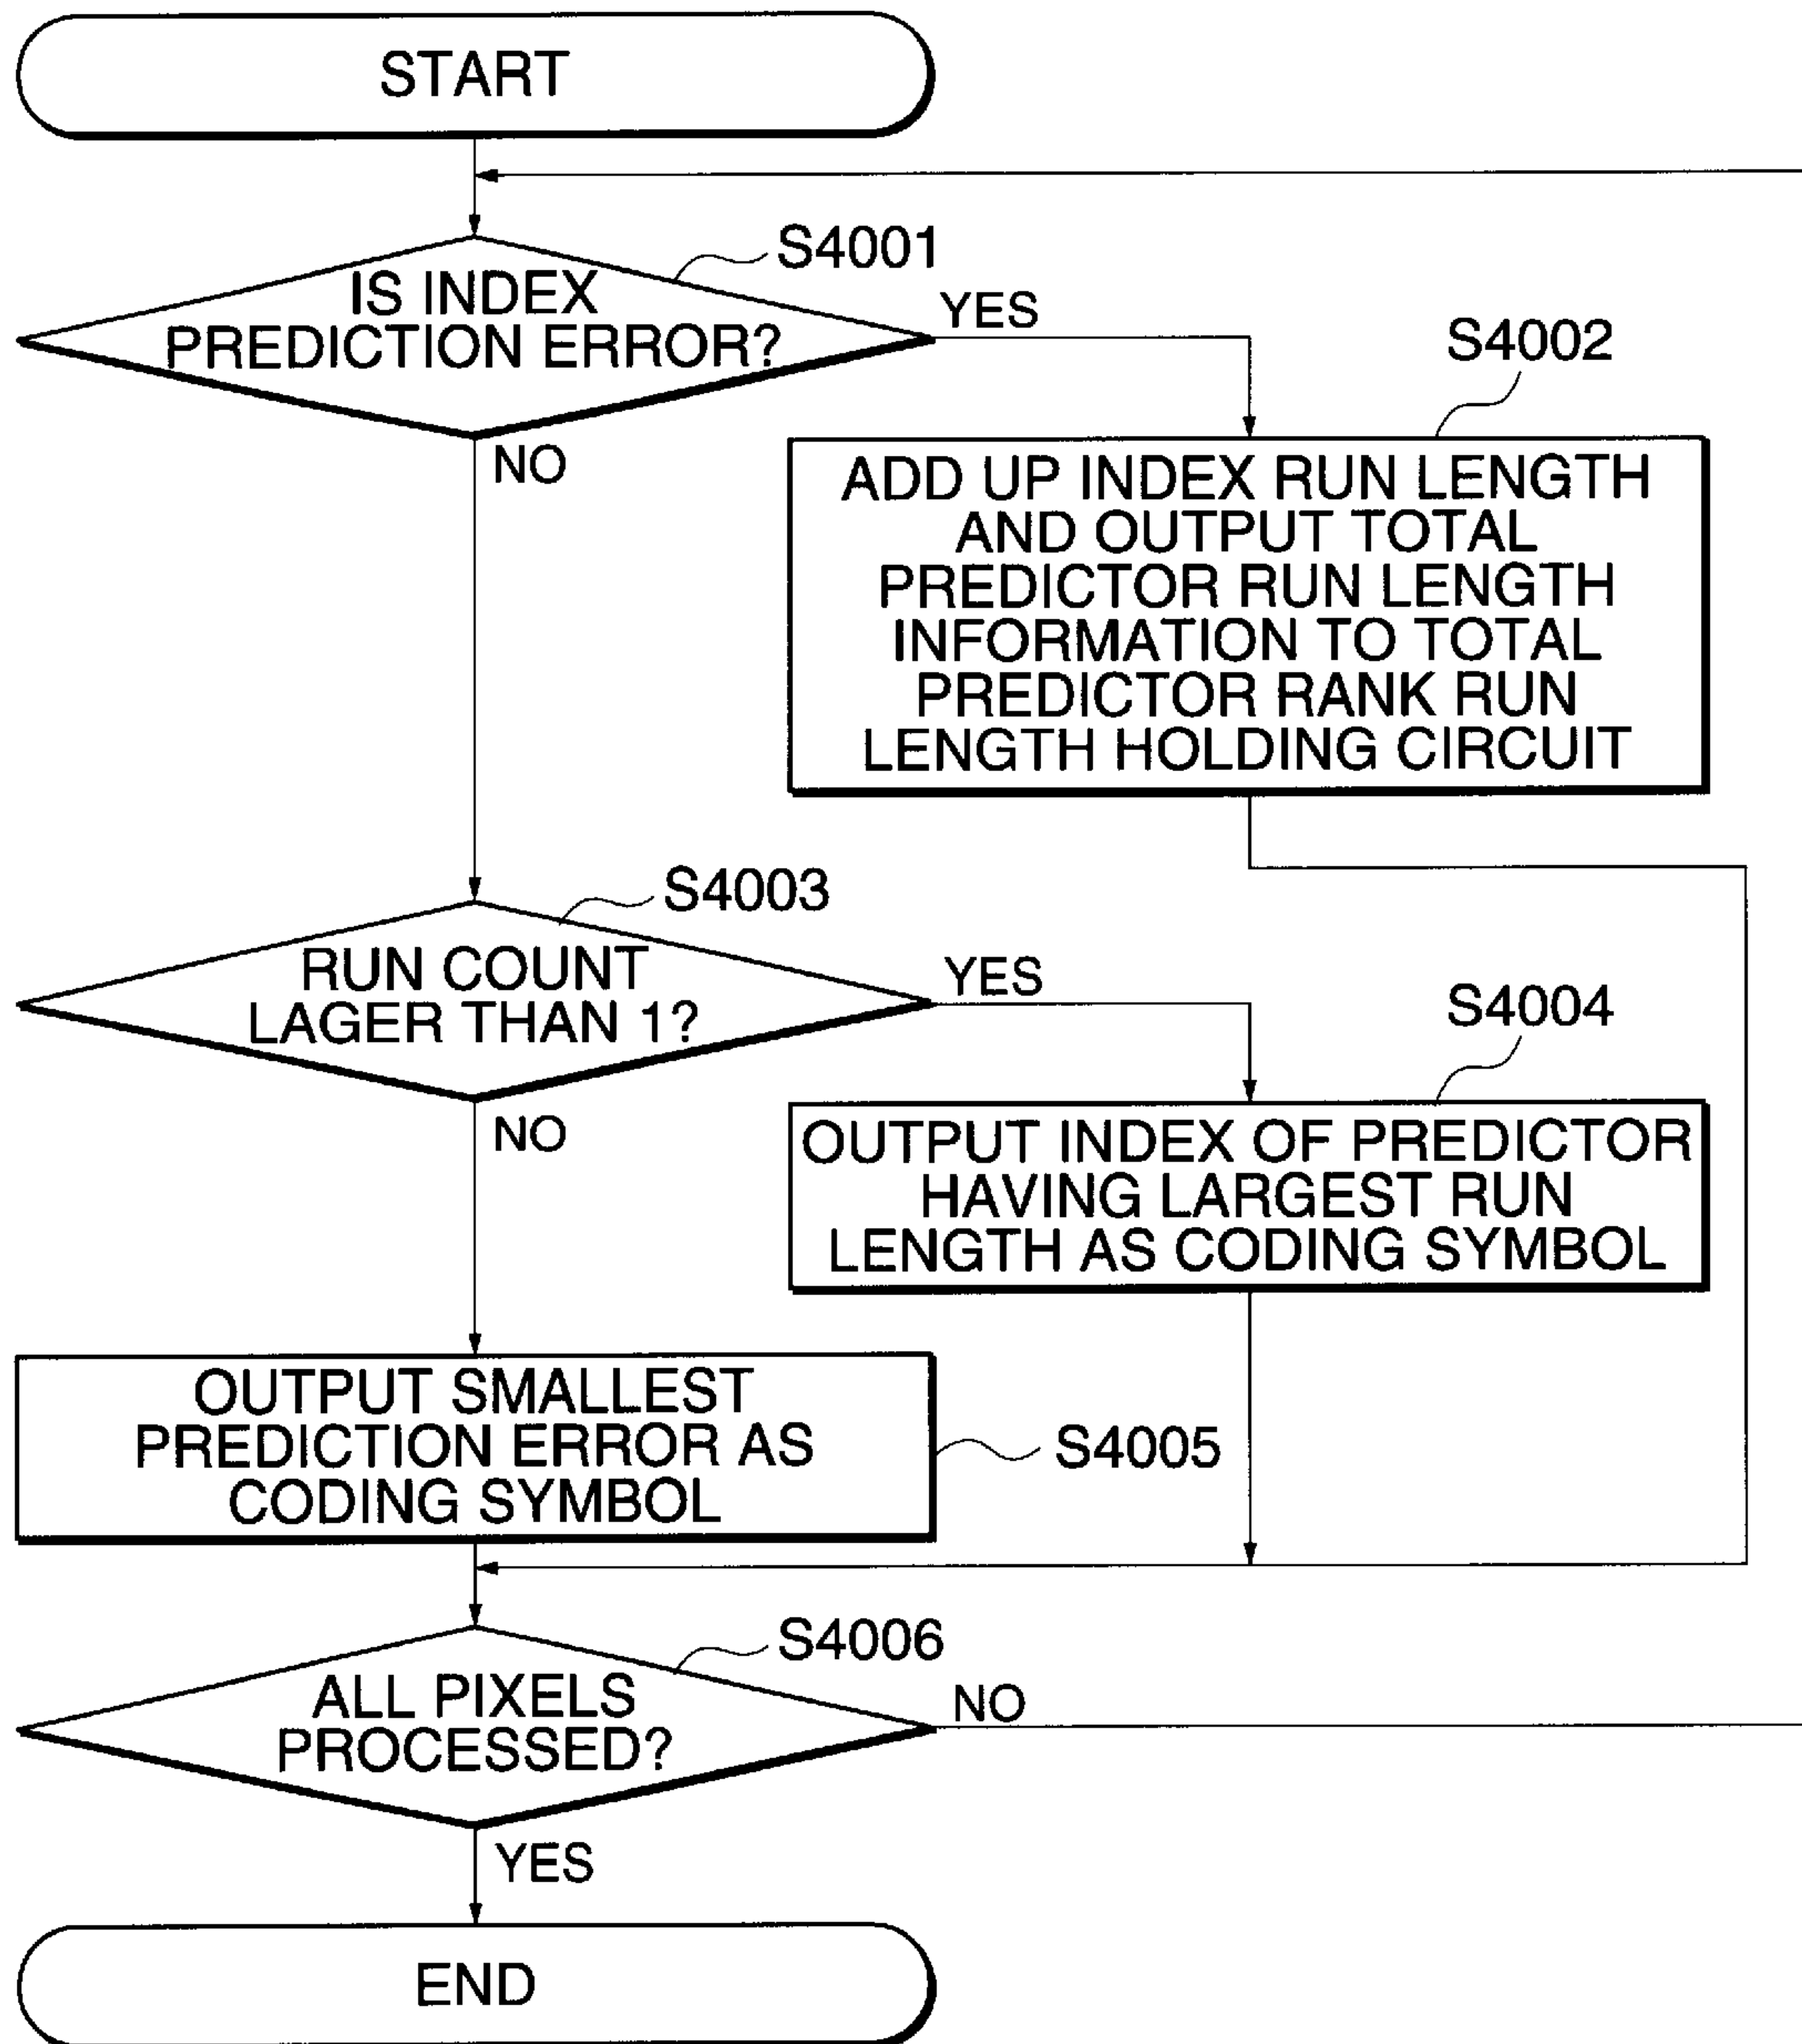 START
S4001
IS INDEX
PREDICTION ERROR?
YES
NO
S4002
ADD UP INDEX RUN LENGTH
AND OUTPUT TOTAL
PREDICTOR RUN LENGTH
INFORMATION TO TOTAL
PREDICTOR RANK RUN
LENGTH HOLDING CIRCUIT
S4003
RUN COUNT
LAGER THAN 1?
YES
NO
S4004
OUTPUT INDEX OF PREDICTOR
HAVING LARGEST RUN
LENGTH AS CODING SYMBOL
OUTPUT SMALLEST
PREDICTION ERROR AS
CODING SYMBOL
S4005
S4006
ALL PIXELS
PROCESSED?
NO
YES
END